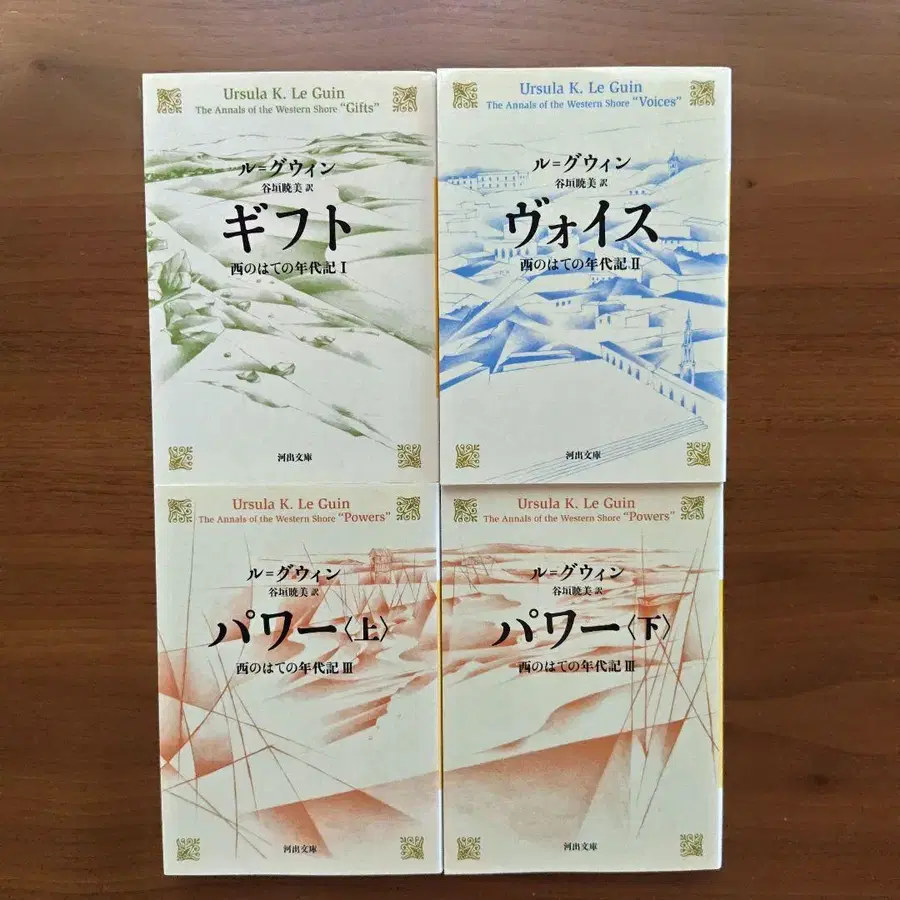 Ursula K. Le Guin
The Annals of the Western Shore "Gifts"
ル=グウィン
谷垣暁美 訳
ギフト
西のはての年代記 I
河出文庫
Ursula K. Le Guin
The Annals of the Western Shore "Voices"
ル=グウィン
谷垣暁美 訳
ヴォイス
西のはての年代記 II
河出文庫
Ursula K. Le Guin
The Annals of the Western Shore "Powers"
ル=グウィン
谷垣暁美 訳
パワー〈上〉
西のはての年代記 III
河出文庫
Ursula K. Le Guin
The Annals of the Western Shore "Powers"
ル=グウィン
谷垣暁美 訳
パワー〈下〉
西のはての年代記 III
河出文庫